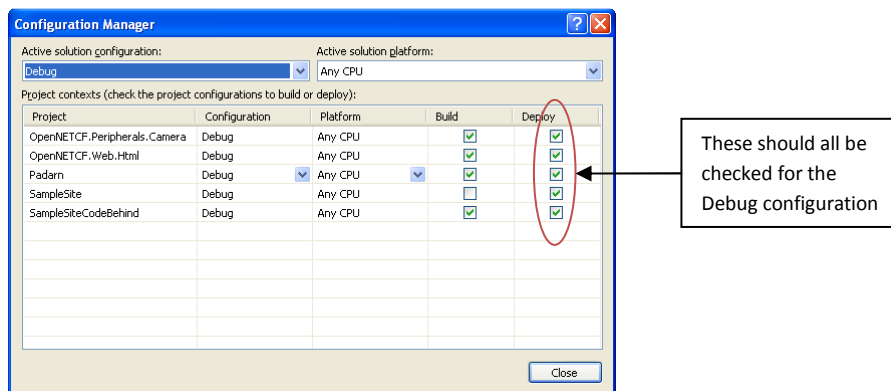 Configuration Manager
Active solution configuration:
Active solution platform:
Debug
Any CPU
Project contexts (check the project configurations to build or deploy):
Project Configuration Platform Build Deploy
OpenNETCF.Peripherals.Camera Debug Any CPU
OpenNETCF.Web.Html Debug Any CPU
Padarn Debug Any CPU
SampleSite Debug Any CPU
SampleSiteCodeBehind Debug Any CPU
Close
These should all be
checked for the
Debug configuration